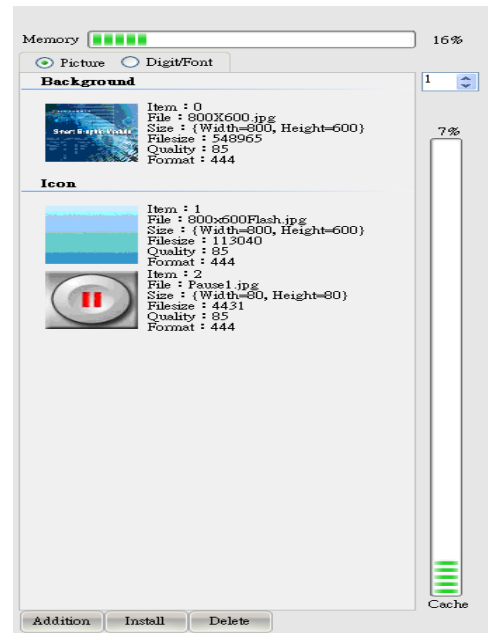 Memory 16%
Picture Digit/Font
Background
1
Item : 0
File : 800X600.jpg
Size : {Width=800, Height=600}
Filesize : 548965
Quality : 85
Format : 444
7%
Icon
Item : 1
File : 800x600Flash.jpg
Size : {Width=800, Height=600}
Filesize : 113040
Quality : 85
Format : 444
Item : 2
File : Pause1.jpg
Size : {Width=80, Height=80}
Filesize : 4431
Quality : 85
Format : 444
Cache
Addition Install Delete